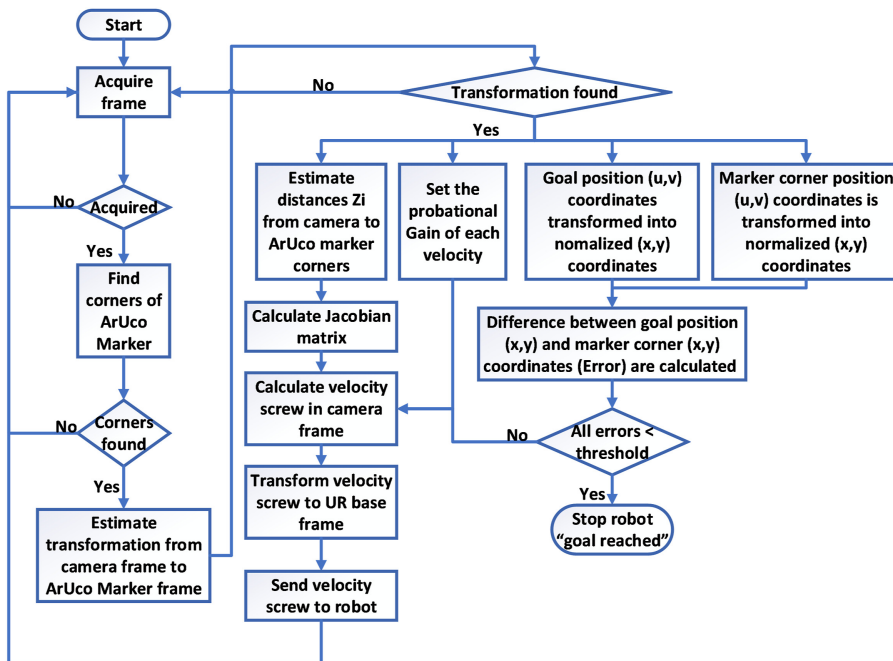 Start
Acquire
frame
No
Transformation found
Yes
Acquired
No
Yes
Find
corners of
ArUco
Marker
No
Corners
found
Yes
Estimate
transformation from
camera frame to
ArUco Marker frame
Estimate
distances Zi
from camera to
ArUco marker
corners
Set the
probational
Gain of each
velocity
Goal position (u,v)
coordinates
transformed into
nomalized (x,y)
coordinates
Marker corner position
(u,v) coordinates is
transformed into
normalized (x,y)
coordinates
Calculate Jacobian
matrix
Difference between goal position
(x,y) and marker corner (x,y)
coordinates (Error) are calculated
Calculate velocity
screw in camera
frame
No
All errors <
threshold
Transform velocity
screw to UR base
frame
Yes
Stop robot
“goal reached”
Send velocity
screw to robot